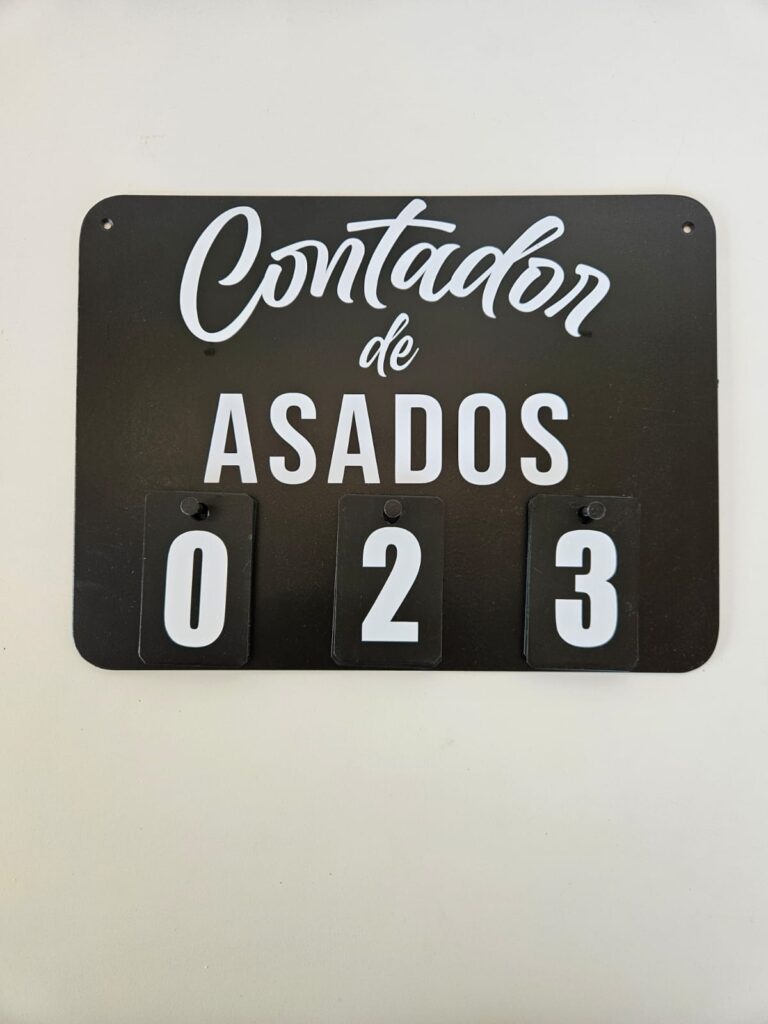 Contador
de
ASADOS
0 2 3